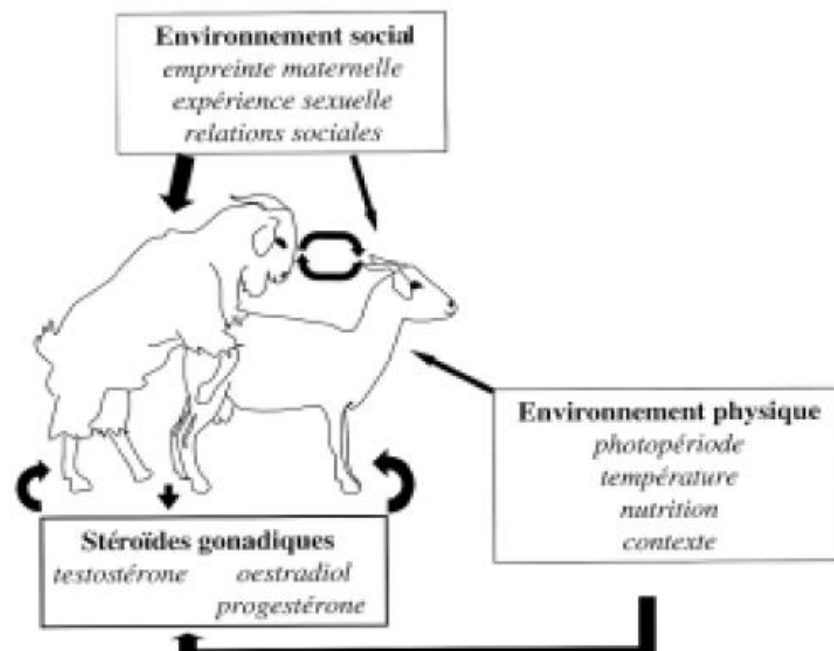 Environnement social
empreinte maternelle
expérience sexuelle
relations sociales
Environnement physique
photopériode
température
nutrition
contexte
Stéroïdes gonadiques
testostérone oestradiol
progestérone